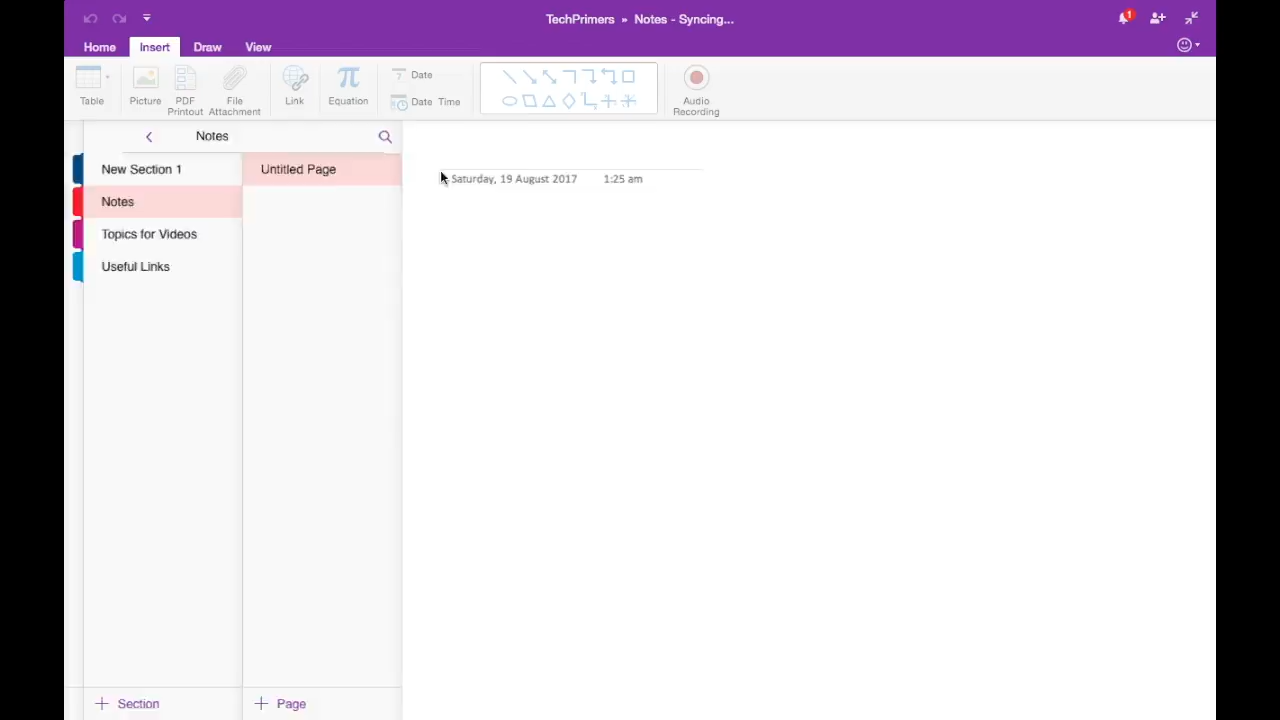 TechPrimers » Notes - Syncing...
1
Home Insert Draw View
Table Picture PDF Printout File Attachment Link Equation Date Date Time Audio Recording
Notes
New Section 1
Notes
Topics for Videos
Useful Links
Untitled Page
Saturday, 19 August 2017 1:25 am
+ Section
+ Page